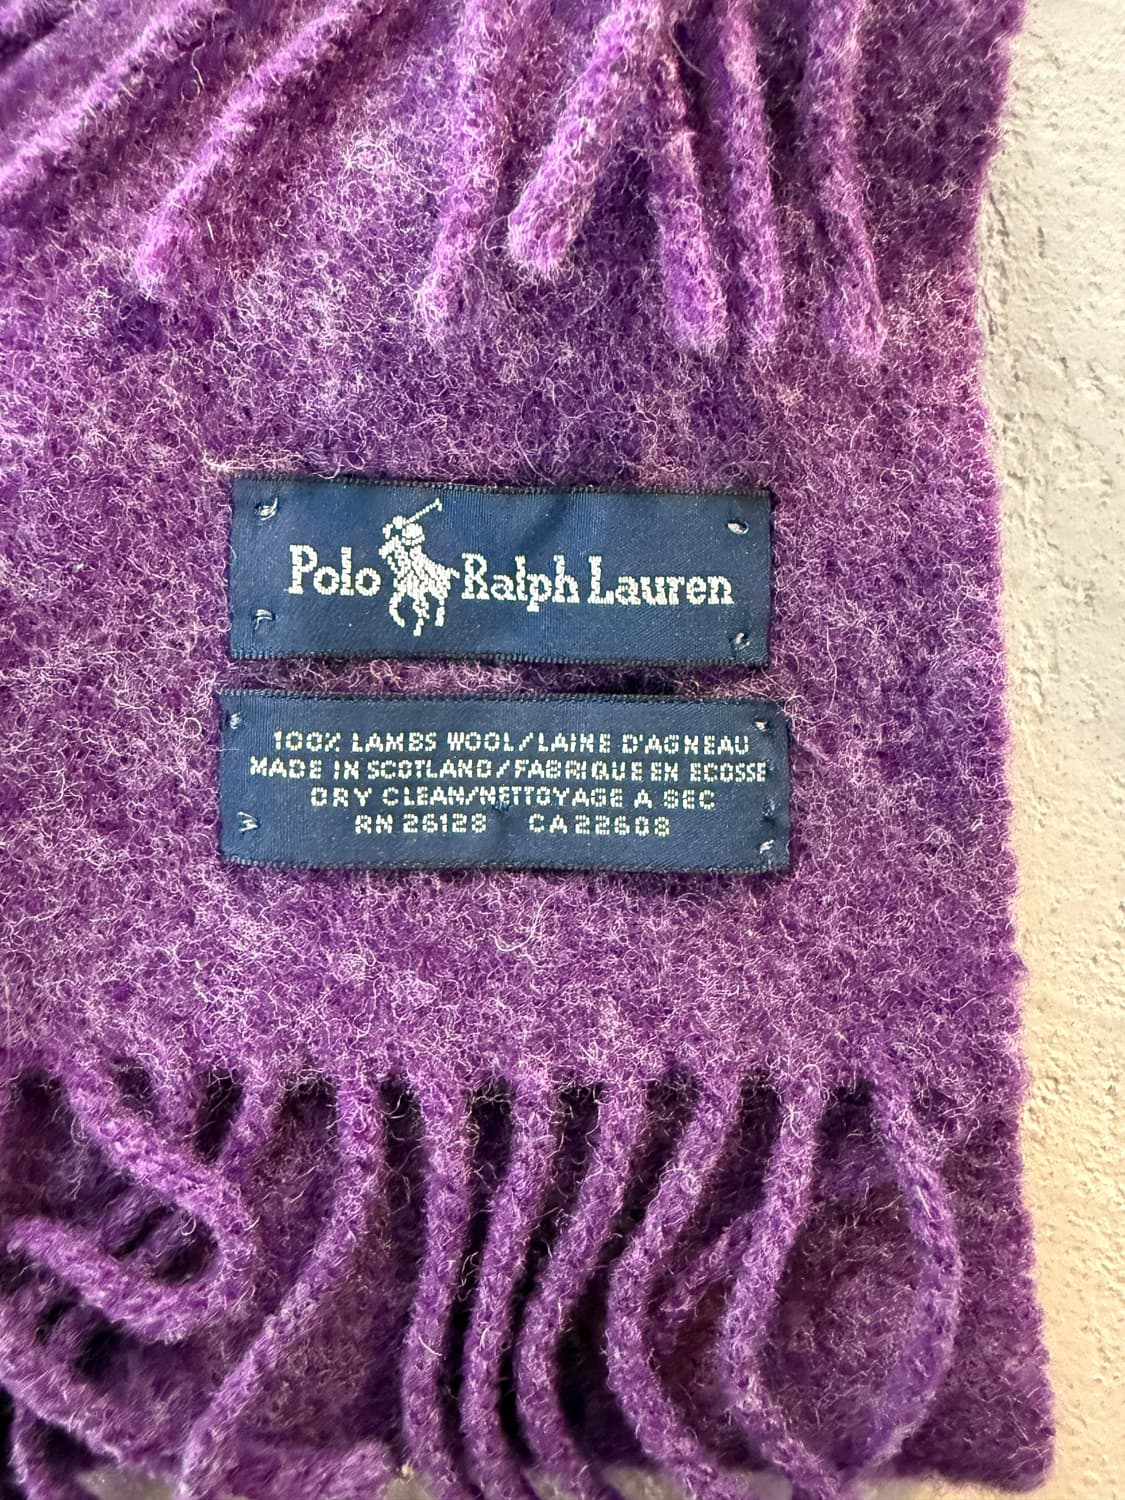 Polo Ralph Lauren
100% LAMBS WOOL/LAINE D'AGNEAU
MADE IN SCOTLAND/FABRIQUE EN ECOSSE
DRY CLEAN/NETTOYAGE A SEC
RN 26128 CA 22608